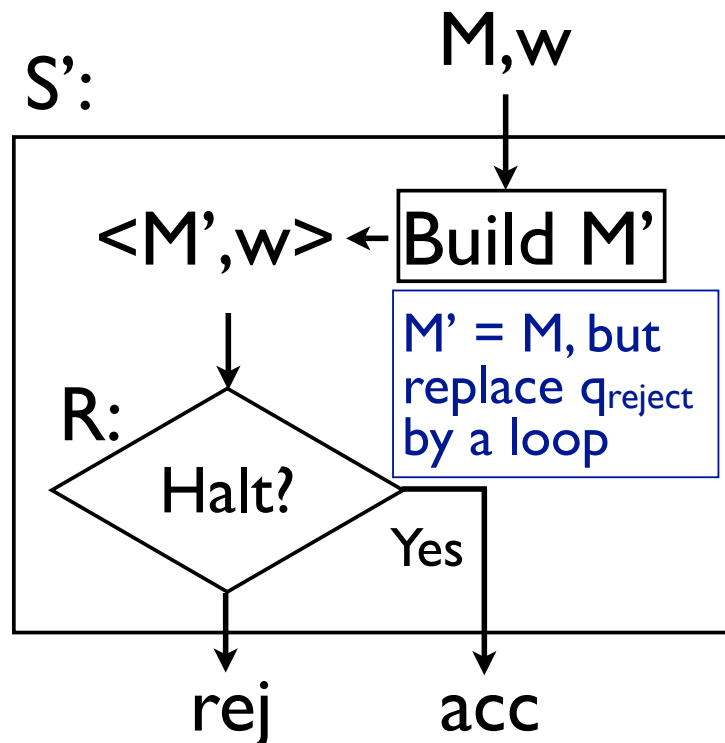 M,w
S’:
<M’,w>
Build M’
M’ = M, but
replace qreject
by a loop
R:
Halt?
Yes
rej
acc